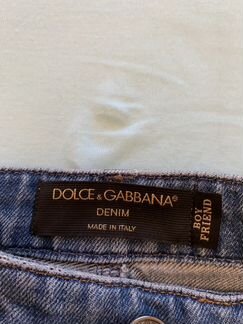 DOLCE & GABBANA®
DENIM
MADE IN ITALY
BOY
FRIEND